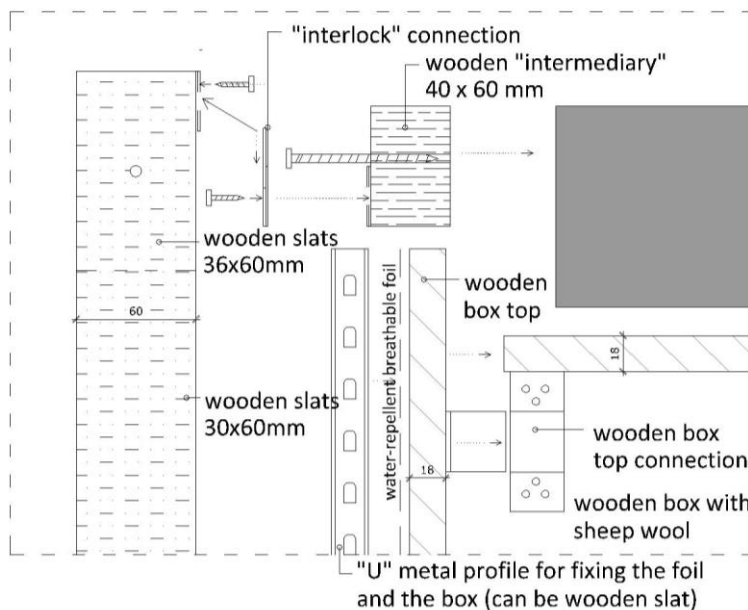 "interlock" connection
wooden "intermediary"
40 x 60 mm
wooden slats
36x60mm
60
wooden slats
30x60mm
water-repellent breathable foil
wooden
box top
18
18
wooden box
top connection
wooden box with
sheep wool
"U" metal profile for fixing the foil
and the box (can be wooden slat)